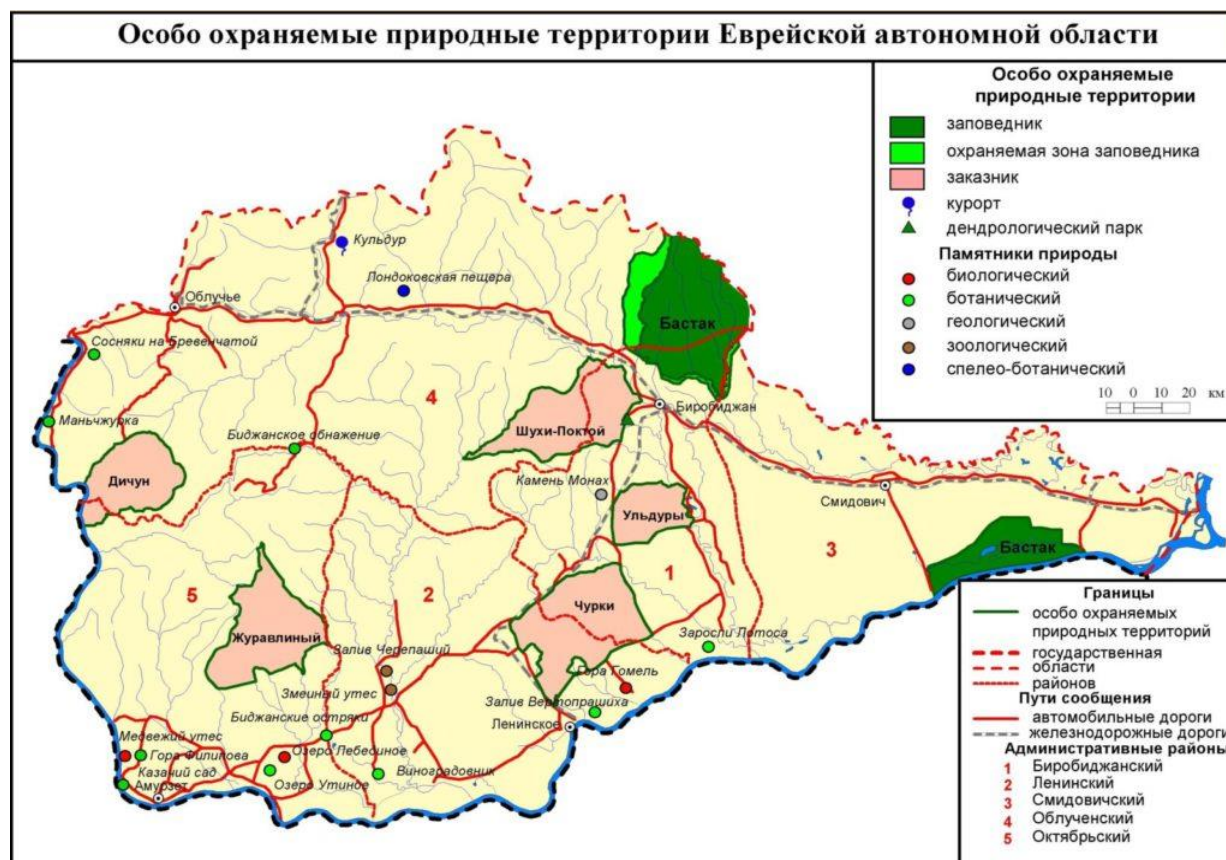 Особо охраняемые природные территории Еврейской автономной области
Особо охраняемые
природные территории
заповедник
охраняемая зона заповедника
заказник
курорт
дендрологический парк
Памятники природы
биологический
ботанический
геологический
зоологический
спелео-ботанический
10 0 10 20 км
Кульдур
Лондоковская пещера
Облучье
Бастак
Сосняки на Бревенчатой
4
Биробиджан
Маньчжурка
Биджанское обнажение
Шухи-Поктой
Дичун
Камень Монах
Смидович
Ульдуры
3
Бастак
5
2
1
Чурки
Журавлиный
Заросли Лотоса
Залив Черепаший
Гора Гомель
Змеиный утес
Залив Вертопрашиха
Биджанские остряки
Ленинское
Медвежий утес
Озеро Лебединое
Гора Филипова
Казачий сад
Виноградовник
Озеро Утиное
Амурзет
Границы
особо охраняемых
природных территорий
государственная
области
районов
Пути сообщения
автомобильные дороги
железнодорожные дороги
Административные районы
1 Биробиджанский
2 Ленинский
3 Смидовичский
4 Облученский
5 Октябрьский